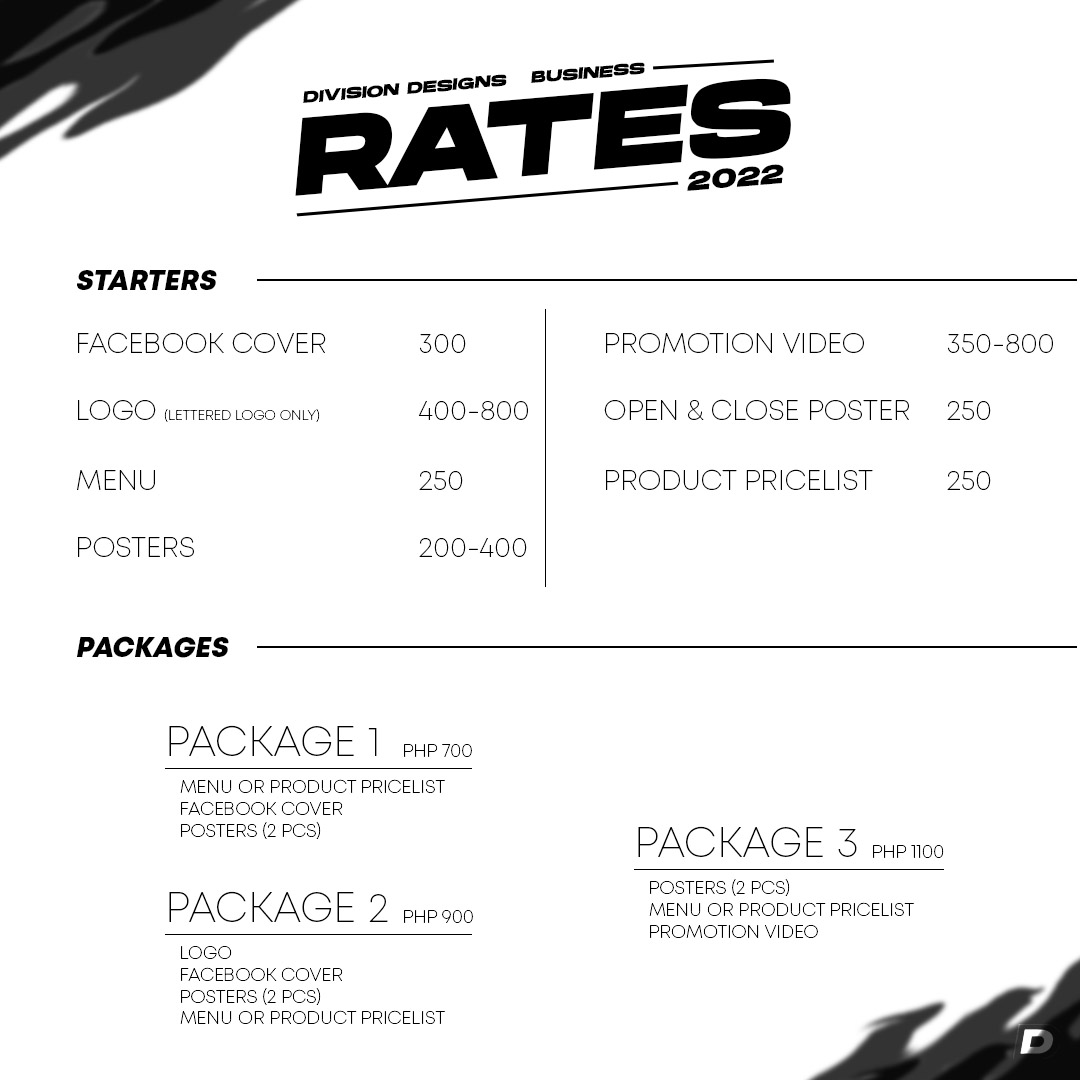 DIVISION DESIGNS BUSINESS
RATES
2022
STARTERS
FACEBOOK COVER 300
LOGO (LETTERED LOGO ONLY) 400-800
MENU 250
POSTERS 200-400
PROMOTION VIDEO 350-800
OPEN & CLOSE POSTER 250
PRODUCT PRICELIST 250
PACKAGES
PACKAGE 1 PHP 700
MENU OR PRODUCT PRICELIST
FACEBOOK COVER
POSTERS (2 PCS)
PACKAGE 2 PHP 900
LOGO
FACEBOOK COVER
POSTERS (2 PCS)
MENU OR PRODUCT PRICELIST
PACKAGE 3 PHP 1100
POSTERS (2 PCS)
MENU OR PRODUCT PRICELIST
PROMOTION VIDEO
D